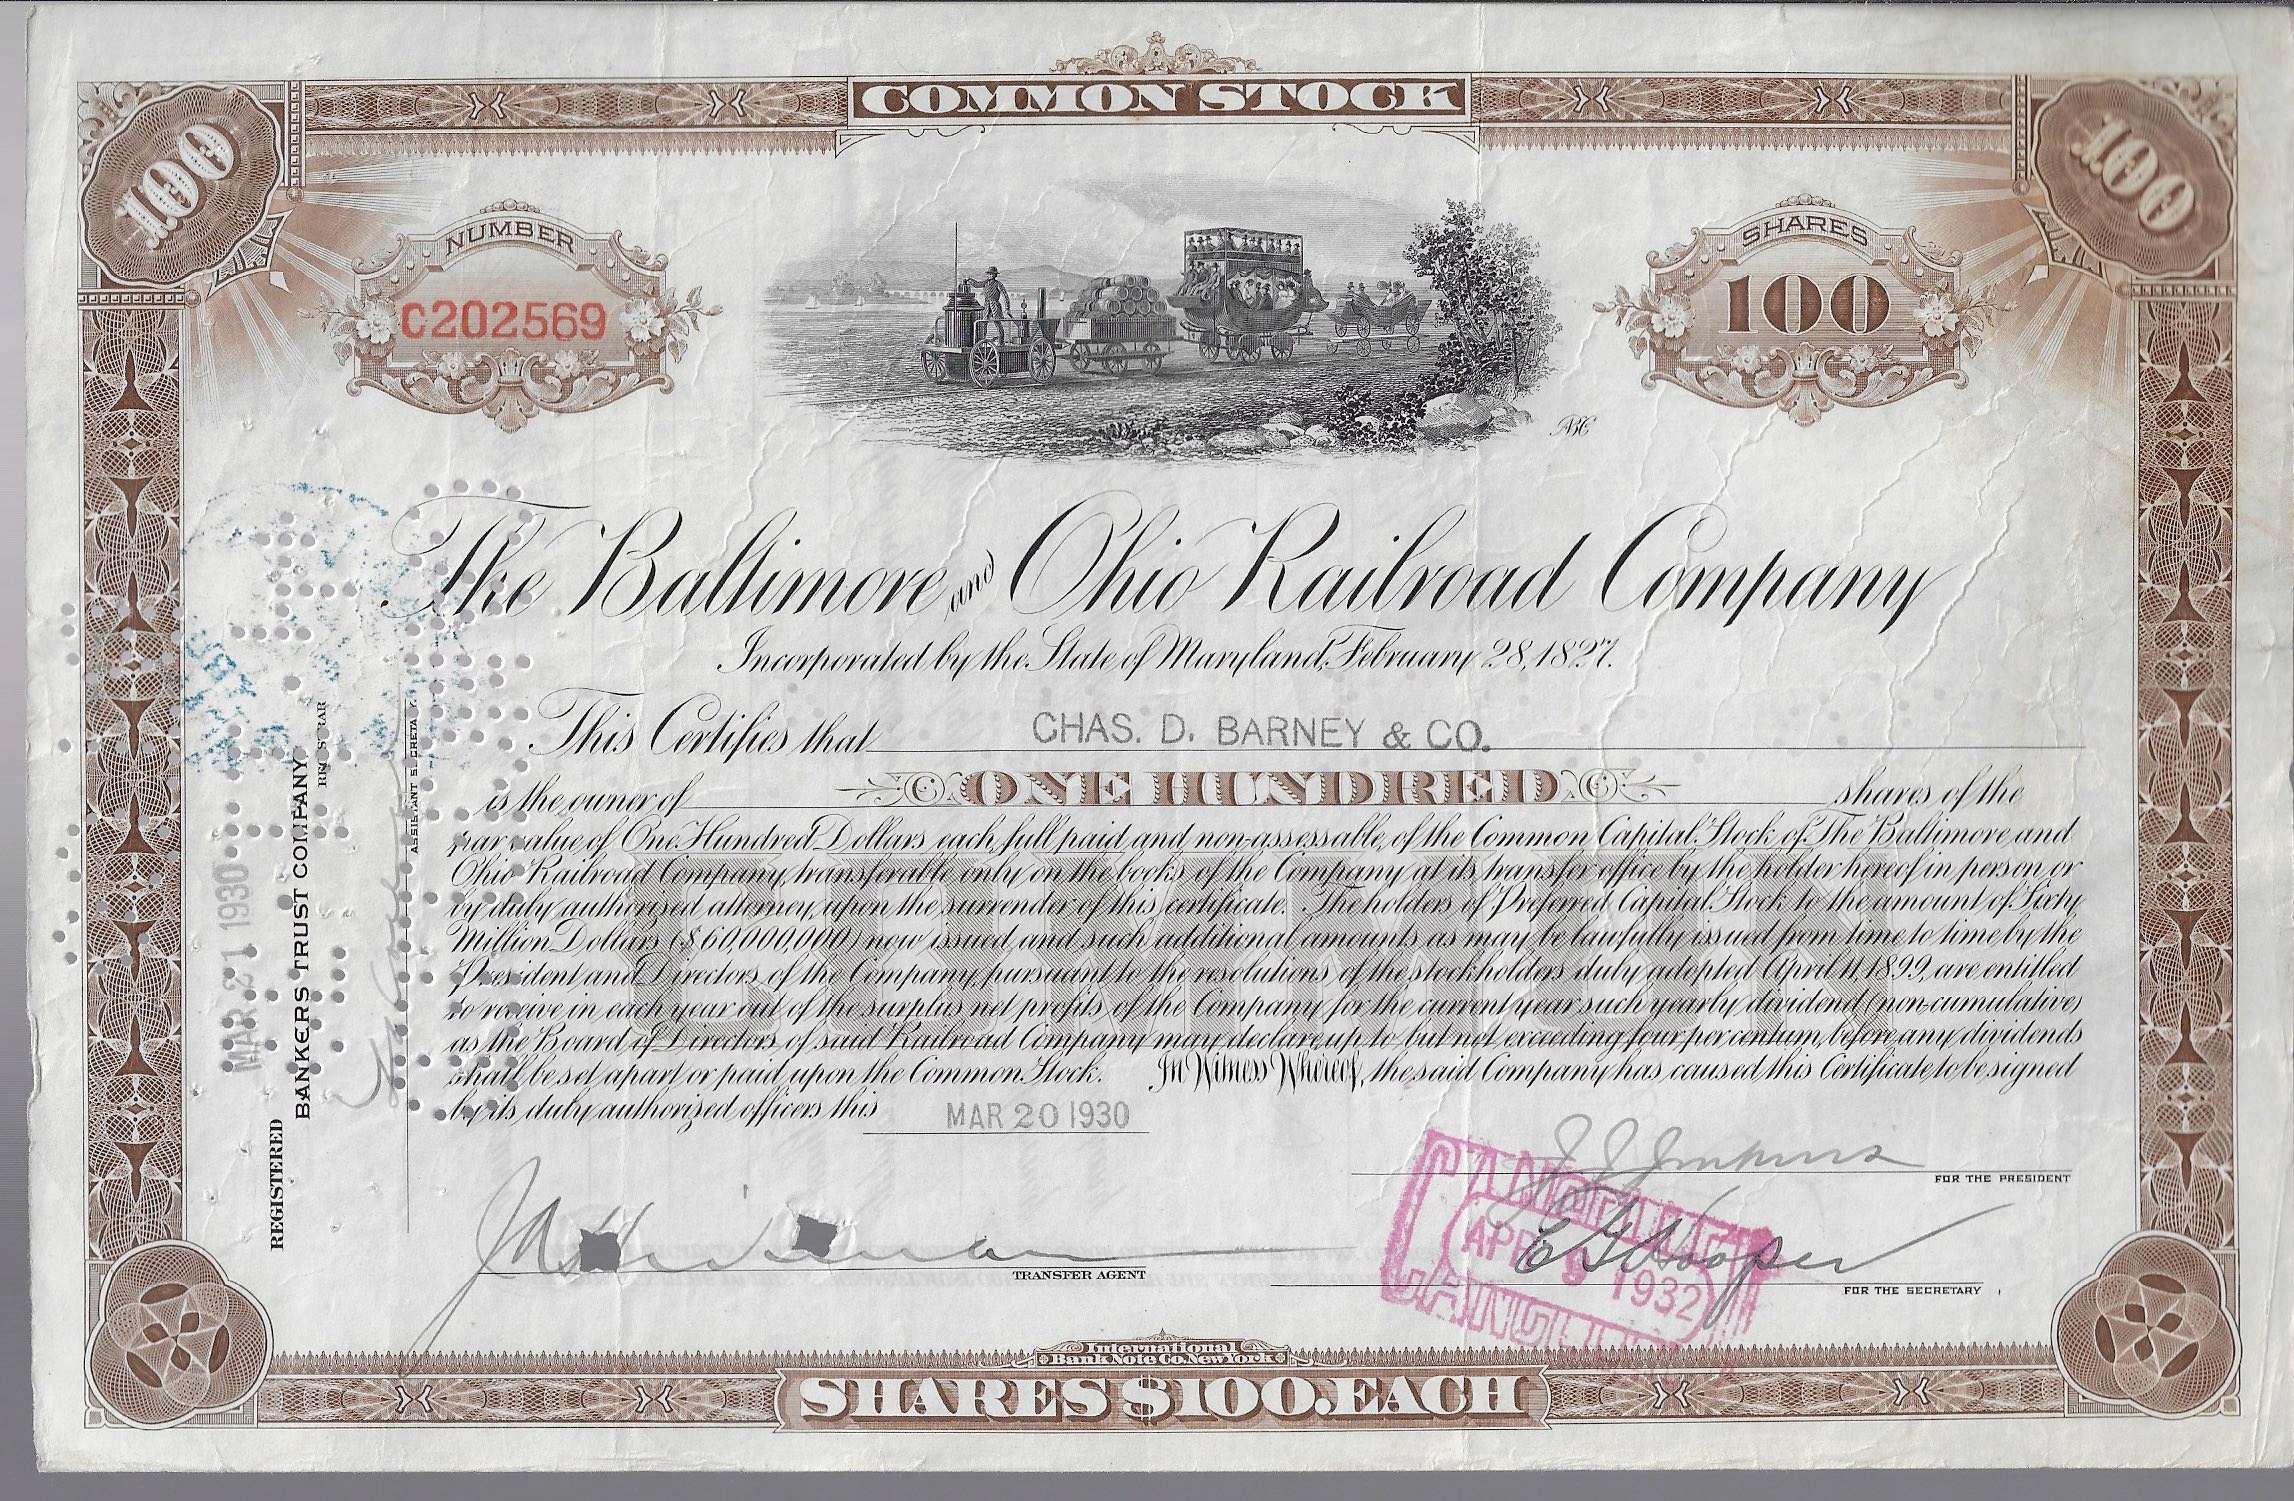 COMMON STOCK
100
100
NUMBER
C202569
SHARES
100
ABC
The Baltimore and Ohio Railroad Company
Incorporated by the State of Maryland, February 28, 1827.
This Certifies that CHAS. D. BARNEY & CO.
is the owner of ONE HUNDRED shares of the
par value of One Hundred Dollars each, full paid and non-assessable, of the Common Capital Stock of The Baltimore and
Ohio Railroad Company, transferable only on the books of the Company at its transfer office by the holder hereof in person or
by duly authorized attorney, upon the surrender of this certificate. The holders of Preferred Capital Stock to the amount of Sixty
Million Dollars ($60,000,000) now issued, and such additional amounts as may be lawfully issued from time to time by the
President and Directors of the Company pursuant to the resolutions of the stockholders duly adopted April 11, 1899, are entitled
to receive in each year out of the surplus net profits of the Company for the current year such yearly dividend (non-cumulative)
as the Board of Directors of said Railroad Company may declare, up to but not exceeding four per centum, before any dividends
shall be set apart or paid upon the Common Stock. In Witness Whereof, the said Company has caused this Certificate to be signed
by its duly authorized officers this MAR 20 1930
COMMON
REGISTERED
MAR 21 1930
BANKERS TRUST COMPANY,
REGISTRAR
ASSISTANT SECRETARY
FOR THE PRESIDENT
CANCELLED
APR 9 1932
CANCELLED
E Hooper
TRANSFER AGENT
FOR THE SECRETARY
International
Bank Note Co. New York
SHARES $100. EACH